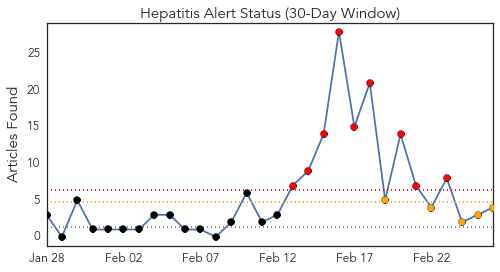 Hepatitis Alert Status (30-Day Window)
Articles Found
25
20
15
10
5
0
Jan 28 Feb 02 Feb 07 Feb 12 Feb 17 Feb 22